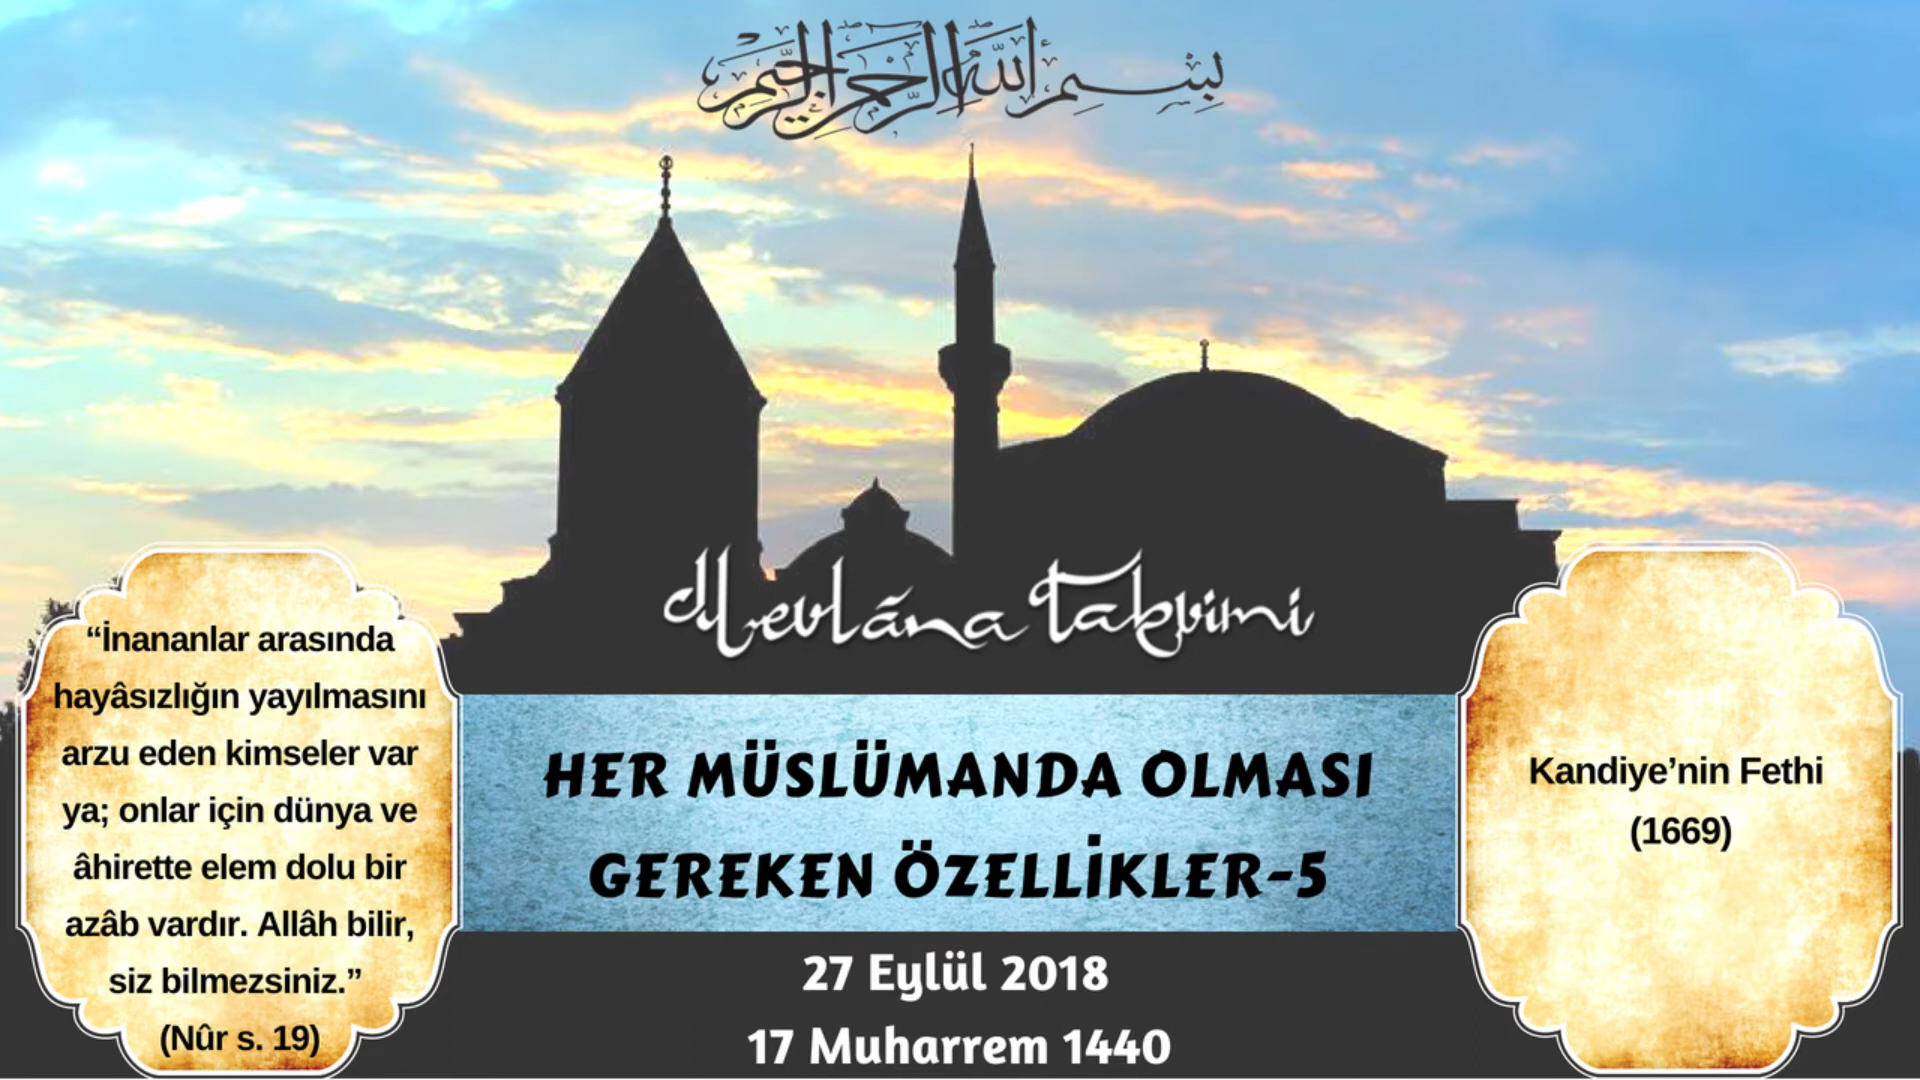 بسم الله الرحمن الرحيم
Mevlâna Takvimi
“İnananlar arasında
hayâsızlığın yayılmasını
arzu eden kimseler var
ya; onlar için dünya ve
âhirette elem dolu bir
azâb vardır. Allâh bilir,
siz bilmezsiniz.”
(Nûr s. 19)
HER MÜSLÜMANDA OLMASI
GEREKEN ÖZELLİKLER-5
27 Eylül 2018
17 Muharrem 1440
Kandiye’nin Fethi
(1669)